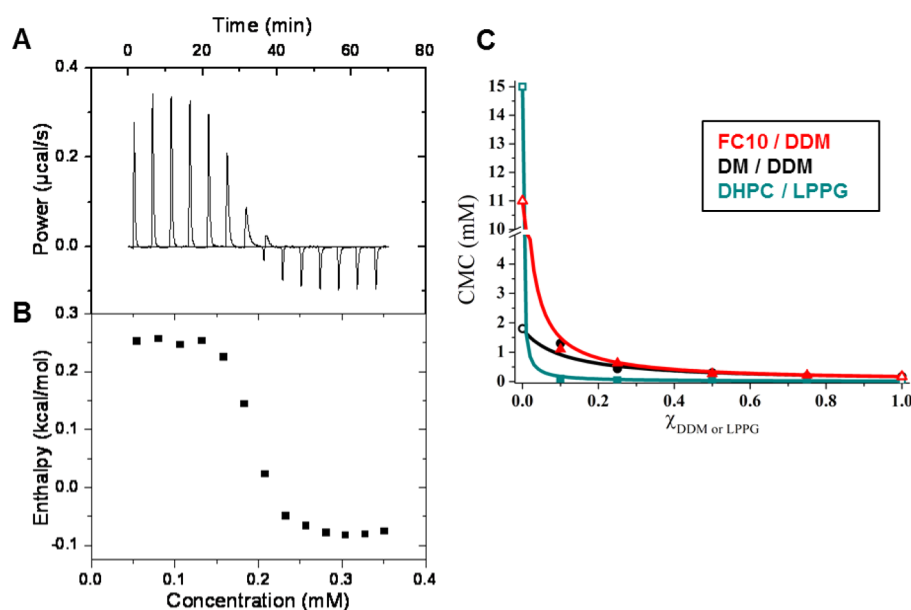 A
Time (min)
0 20 40 60 80
0.4
0.2
0.0
Power (µcal/s)
B
0.3
0.2
0.1
0.0
-0.1
Enthalpy (kcal/mol)
0.0 0.1 0.2 0.3 0.4
Concentration (mM)
C
15
14
13
12
11
10
5
4
3
2
1
0
CMC (mM)
0.0 0.2 0.4 0.6 0.8 1.0
χDDM or LPPG
FC10 / DDM
DM / DDM
DHPC / LPPG